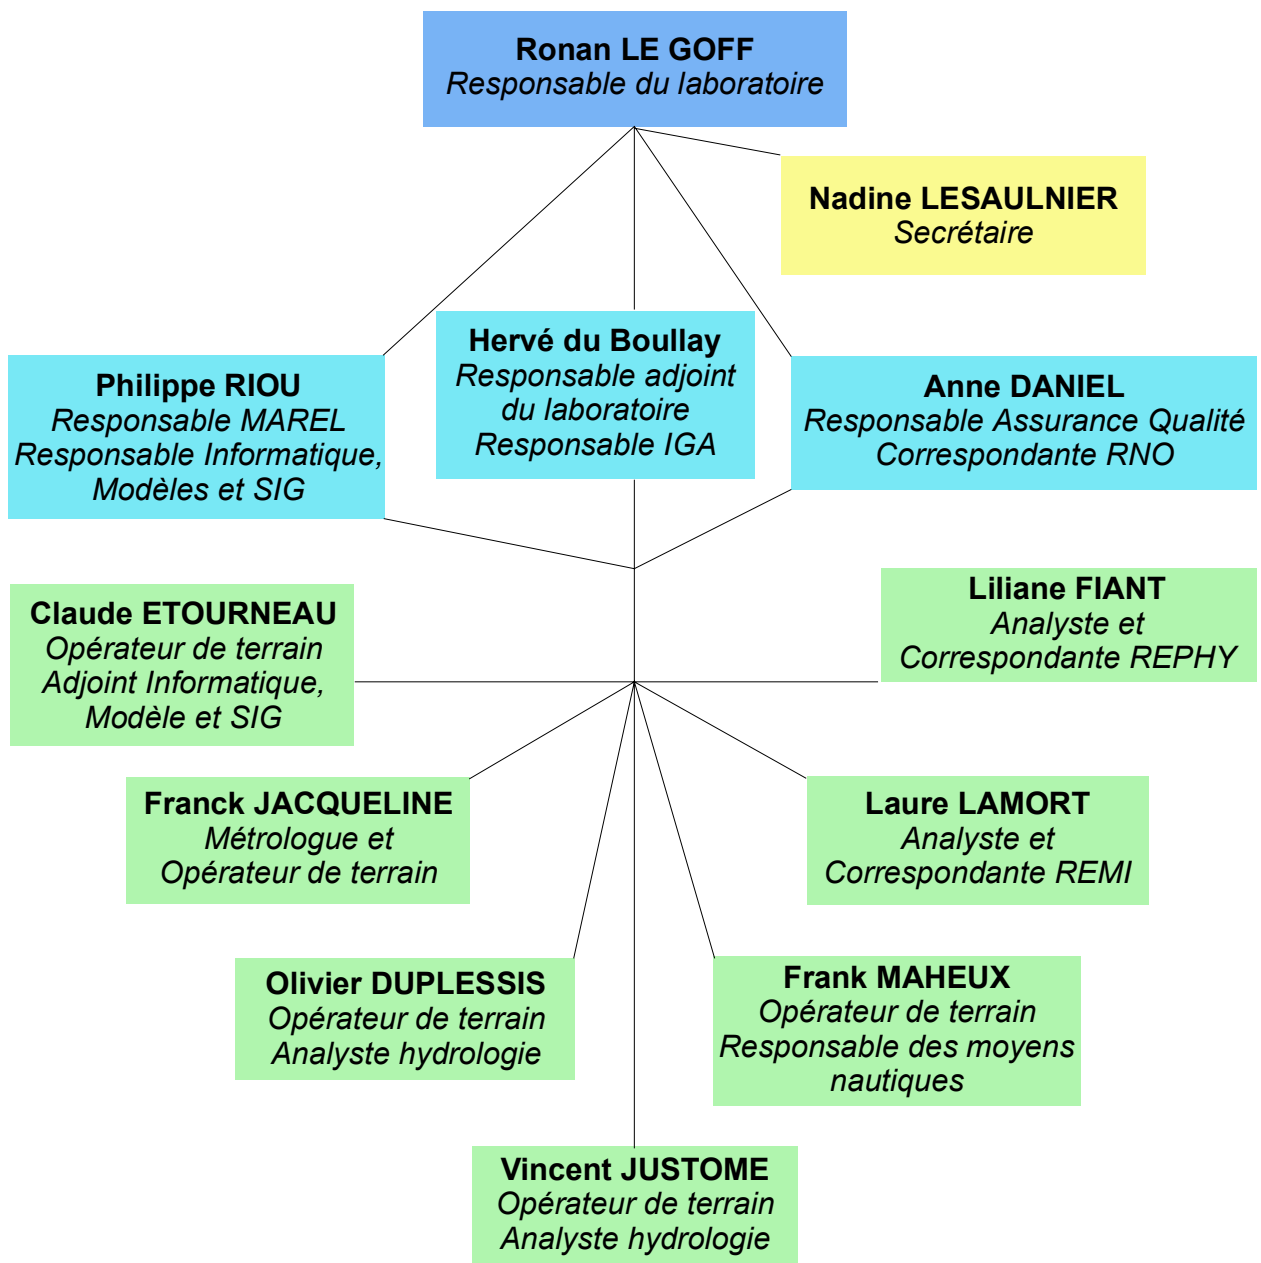 Ronan LE GOFF
Responsable du laboratoire
Nadine LESAULNIER
Secrétaire
Philippe RIOU
Responsable MAREL
Responsable Informatique,
Modèles et SIG
Hervé du Boullay
Responsable adjoint
du laboratoire
Responsable IGA
Anne DANIEL
Responsable Assurance Qualité
Correspondante RNO
Claude ETOURNEAU
Opérateur de terrain
Adjoint Informatique,
Modèle et SIG
Liliane FIANT
Analyste et
Correspondante REPHY
Franck JACQUELINE
Métrologue et
Opérateur de terrain
Laure LAMORT
Analyste et
Correspondante REMI
Olivier DUPLESSIS
Opérateur de terrain
Analyste hydrologie
Frank MAHEUX
Opérateur de terrain
Responsable des moyens
nautiques
Vincent JUSTOME
Opérateur de terrain
Analyste hydrologie